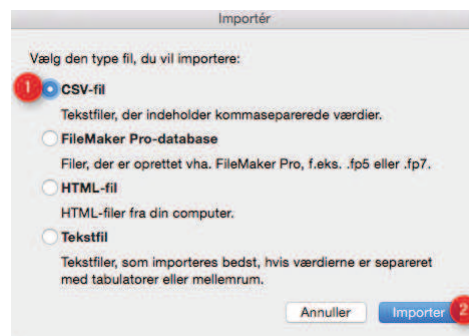 Importér
Vælg den type fil, du vil importere:
1 CSV-fil
Tekstfiler, der indeholder kommaseparerede værdier.
FileMaker Pro-database
Filer, der er oprettet vha. FileMaker Pro, f.eks. .fp5 eller .fp7.
HTML-fil
HTML-filer fra din computer.
Tekstfil
Tekstfiler, som importeres bedst, hvis værdierne er separeret
med tabulatorer eller mellemrum.
Annuller Importer 2